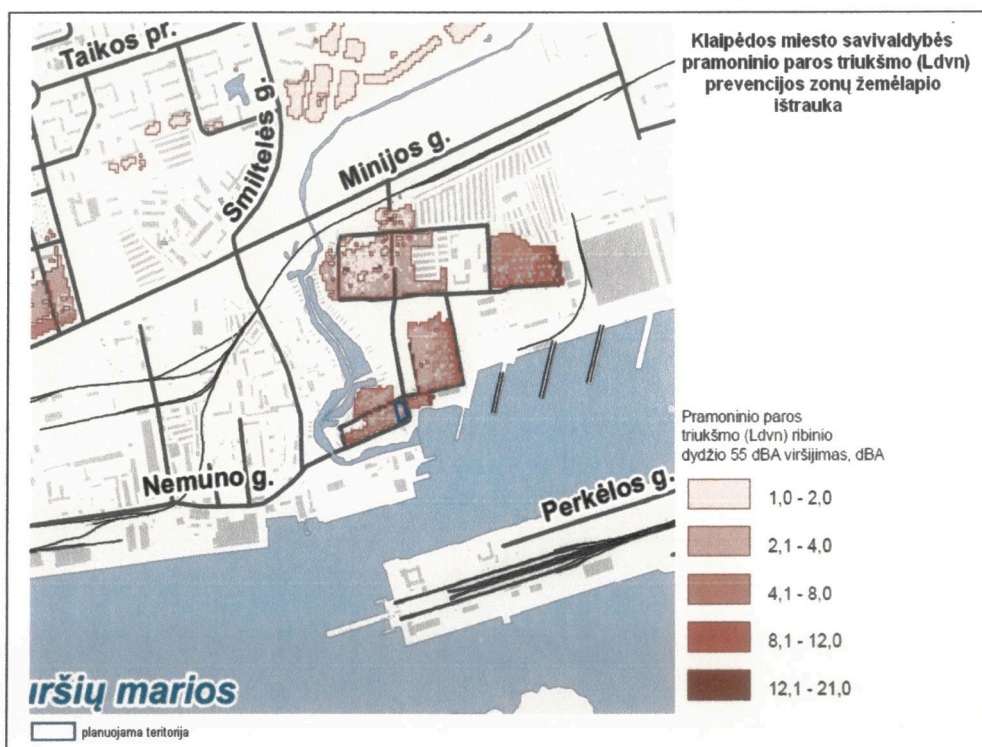 Klaipėdos miesto savivaldybės
pramoninio paros triukšmo (Ldvn)
prevencijos zonų žemėlapio
ištrauka
Taikos pr.
Smiltelės g.
Minijos g.
Nemuno g.
Perkėlos g.
uršių marios
Pramoninio paros
triukšmo (Ldvn) ribinio
dydžio 55 dBA viršijimas, dBA
1,0 - 2,0
2,1 - 4,0
4,1 - 8,0
8,1 - 12,0
12,1 - 21,0
planuojama teritorija